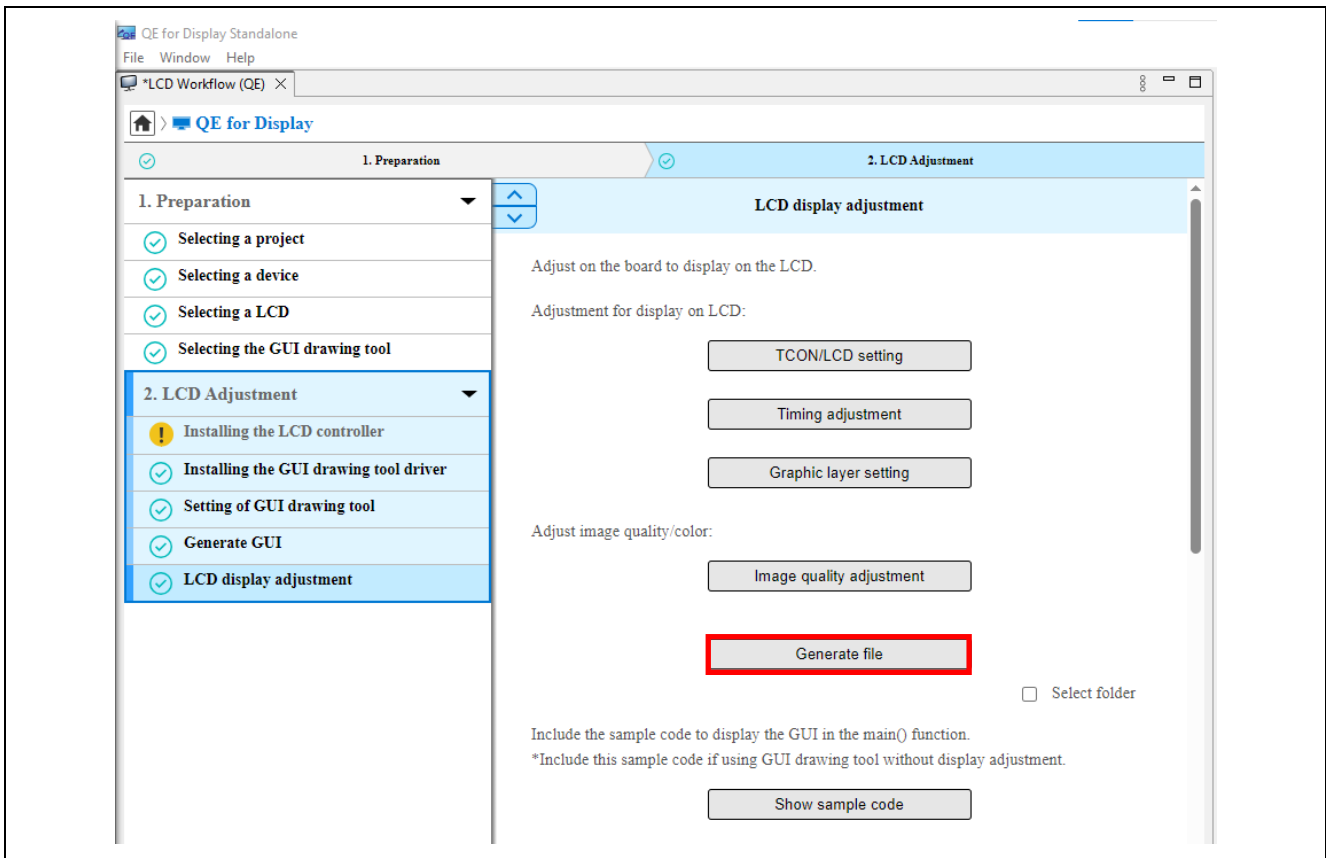 QE for Display Standalone
File Window Help
*LCD Workflow (QE)
QE for Display
1. Preparation
2. LCD Adjustment
1. Preparation
Selecting a project
Selecting a device
Selecting a LCD
Selecting the GUI drawing tool
2. LCD Adjustment
Installing the LCD controller
Installing the GUI drawing tool driver
Setting of GUI drawing tool
Generate GUI
LCD display adjustment
LCD display adjustment
Adjust on the board to display on the LCD.
Adjustment for display on LCD:
TCON/LCD setting
Timing adjustment
Graphic layer setting
Adjust image quality/color:
Image quality adjustment
Generate file
Select folder
Include the sample code to display the GUI in the main() function.
*Include this sample code if using GUI drawing tool without display adjustment.
Show sample code